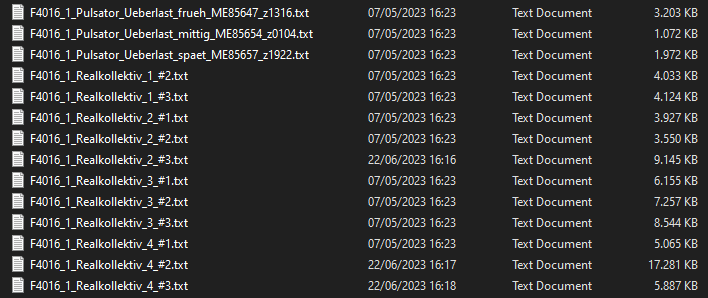 F4016_1_Pulsator_Ueberlast_frueh_ME85647_z1316.txt 07/05/2023 16:23 Text Document 3.203 KB
F4016_1_Pulsator_Ueberlast_mittig_ME85654_z0104.txt 07/05/2023 16:23 Text Document 1.072 KB
F4016_1_Pulsator_Ueberlast_spaet_ME85657_z1922.txt 07/05/2023 16:23 Text Document 1.972 KB
F4016_1_Realkollektiv_1_#2.txt 07/05/2023 16:23 Text Document 4.033 KB
F4016_1_Realkollektiv_1_#3.txt 07/05/2023 16:23 Text Document 4.124 KB
F4016_1_Realkollektiv_2_#1.txt 07/05/2023 16:23 Text Document 3.927 KB
F4016_1_Realkollektiv_2_#2.txt 07/05/2023 16:23 Text Document 3.550 KB
F4016_1_Realkollektiv_2_#3.txt 22/06/2023 16:16 Text Document 9.145 KB
F4016_1_Realkollektiv_3_#1.txt 07/05/2023 16:23 Text Document 6.155 KB
F4016_1_Realkollektiv_3_#2.txt 07/05/2023 16:23 Text Document 7.257 KB
F4016_1_Realkollektiv_3_#3.txt 07/05/2023 16:23 Text Document 8.544 KB
F4016_1_Realkollektiv_4_#1.txt 07/05/2023 16:23 Text Document 5.065 KB
F4016_1_Realkollektiv_4_#2.txt 22/06/2023 16:17 Text Document 17.281 KB
F4016_1_Realkollektiv_4_#3.txt 22/06/2023 16:18 Text Document 5.887 KB